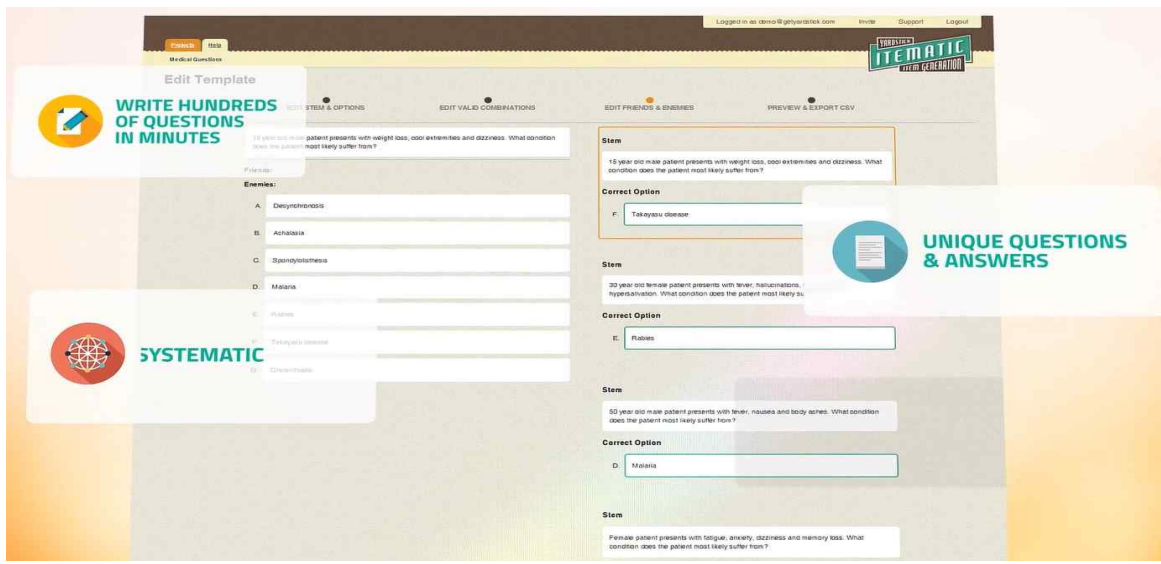 Logged in as demo@getyardstick.com Invite Support Logout
Projects Help
Medical Questions
YARDSTICK
ITEMATIC
ITEM GENERATION
Edit Template
WRITE HUNDREDS
OF QUESTIONS
IN MINUTES
STEM & OPTIONS EDIT VALID COMBINATIONS EDIT FRIENDS & ENEMIES PREVIEW & EXPORT CSV
year old male patient presents with weight loss, cool extremities and dizziness. What condition
does the patient most likely suffer from?
Friends:
Enemies:
A. Desynchronosis
B. Achalasia
C. Spondylolisthesis
D. Malaria
E. Rabies
F. Takayasu disease
SYSTEMATIC
Stem
15 year old male patient presents with weight loss, cool extremities and dizziness. What
condition does the patient most likely suffer from?
Correct Option
F. Takayasu disease
UNIQUE QUESTIONS
& ANSWERS
Stem
30 year old female patient presents with fever, hallucinations,
hypersalivation. What condition does the patient most likely su
Correct Option
E. Rabies
Stem
50 year old male patient presents with fever, nausea and body aches. What condition
does the patient most likely suffer from?
Correct Option
D. Malaria
Stem
Female patient presents with fatigue, anxiety, dizziness and memory loss. What
condition does the patient most likely suffer from?